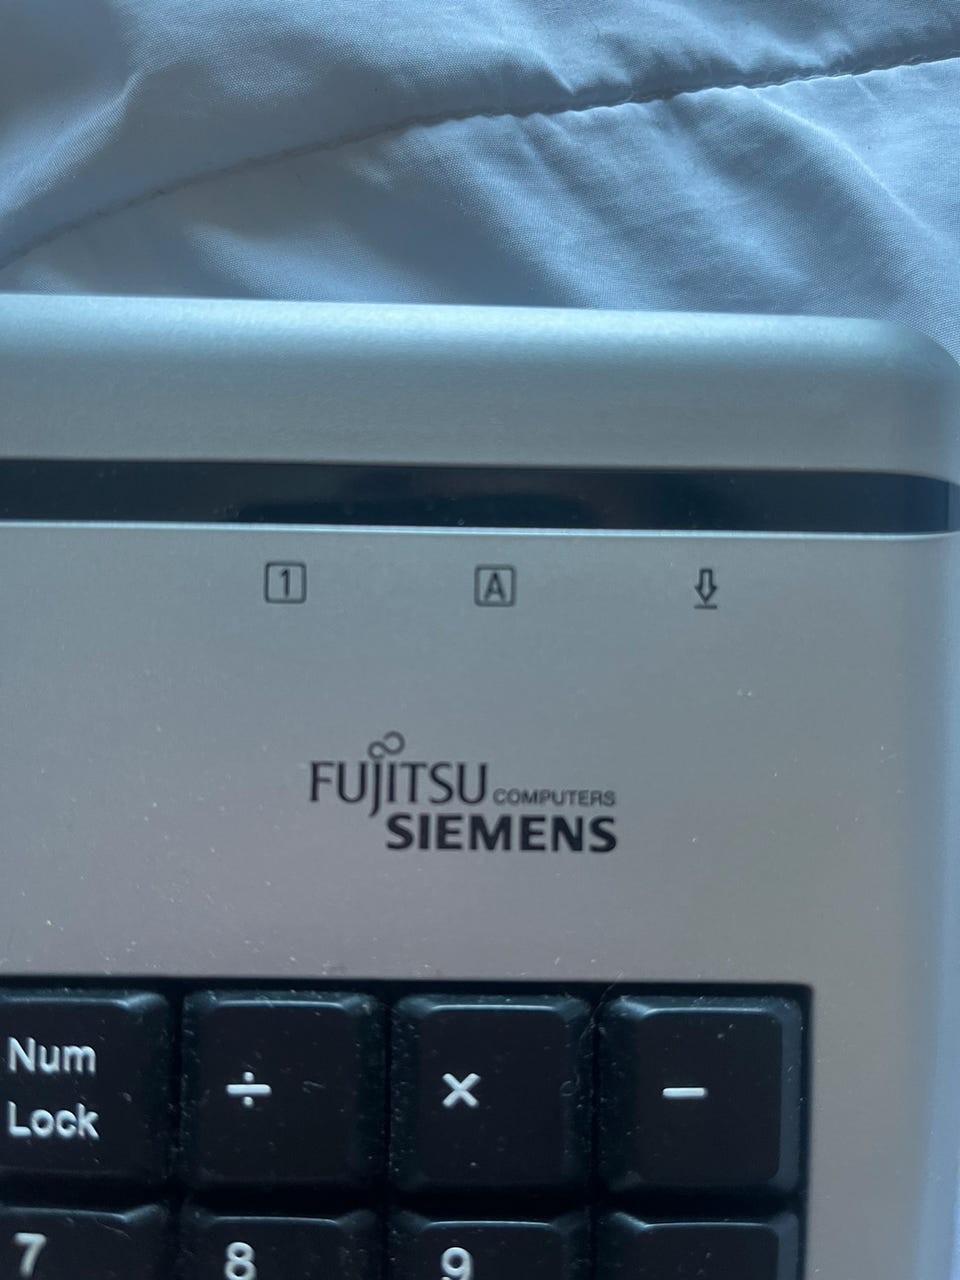 1 A
FUJITSU COMPUTERS
SIEMENS
Num Lock ÷ × −
7 8 9